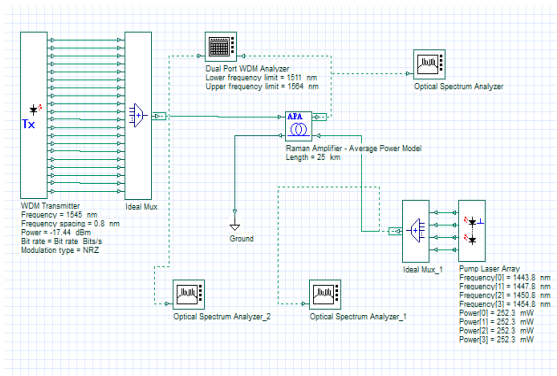 Dual Port WDM Analyzer
Lower frequency limit = 1511 nm
Upper frequency limit = 1564 nm
Optical Spectrum Analyzer
Tx
APA
Raman Amplifier - Average Power Model
Length = 25 km
WDM Transmitter
Frequency = 1545 nm
Frequency spacing = 0.8 nm
Power = -17.44 dBm
Bit rate = Bit rate Bits/s
Modulation type = NRZ
Ideal Mux
Ground
Ideal Mux_1
Pump Laser Array
Frequency[0] = 1443.8 nm
Frequency[1] = 1447.8 nm
Frequency[2] = 1450.8 nm
Frequency[3] = 1454.8 nm
Power[0] = 252.3 mW
Power[1] = 252.3 mW
Power[2] = 252.3 mW
Power[3] = 252.3 mW
Optical Spectrum Analyzer_2
Optical Spectrum Analyzer_1